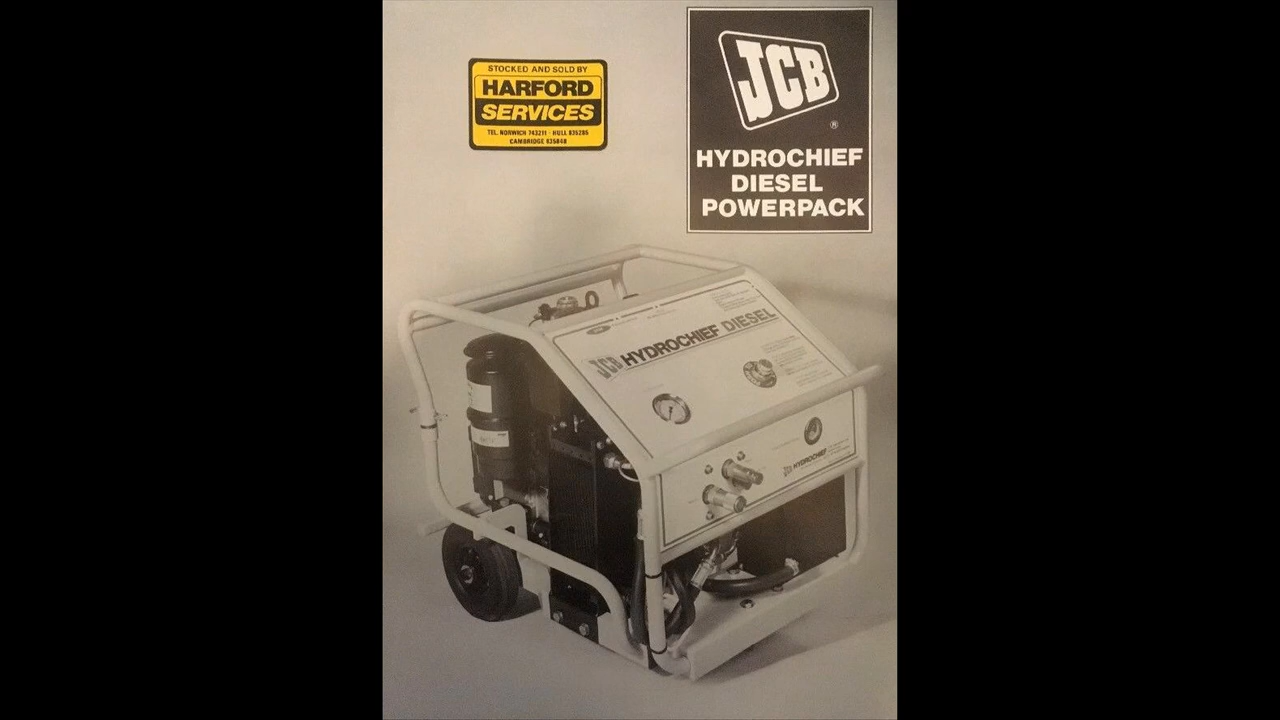 STOCKED AND SOLD BY
HARFORD
SERVICES
TEL. NORWICH 743211 · HULL 835285
CAMBRIDGE 835848
JCB
®
HYDROCHIEF
DIESEL
POWERPACK
JCB HYDROCHIEF DIESEL
JCB HYDROCHIEF